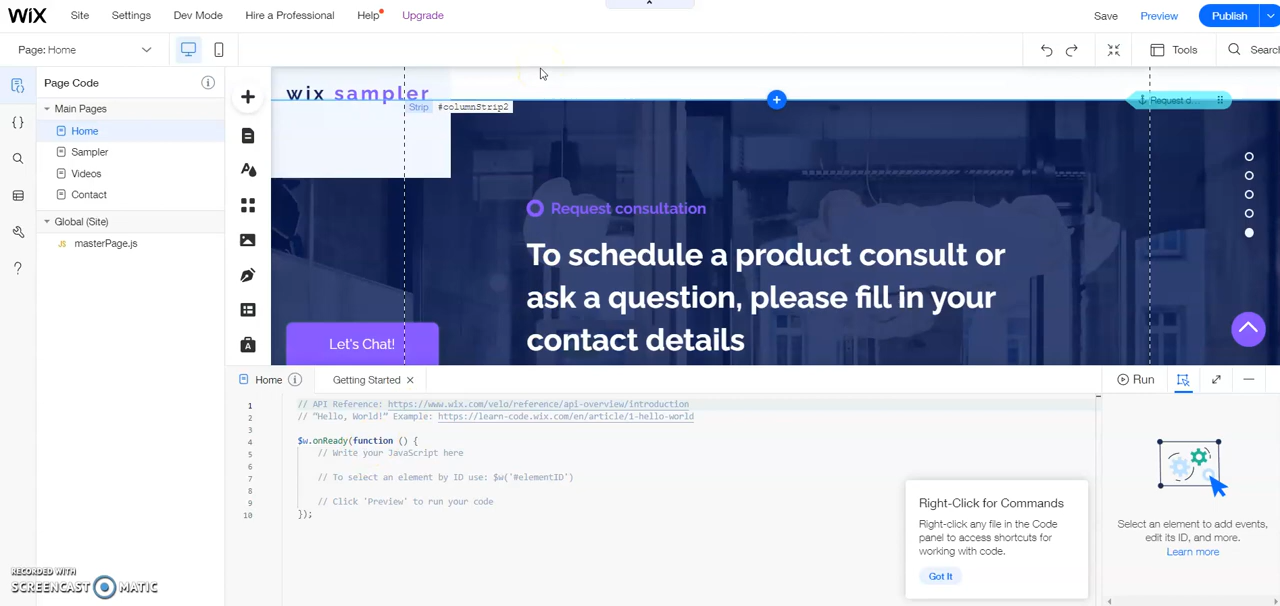 WiX Site Settings Dev Mode Hire a Professional Help Upgrade Save Preview Publish
Page: Home Tools Search
Page Code
Main Pages
Home
Sampler
Videos
Contact
Global (Site)
JS masterPage.js
wix sampler
Strip #columnStrip2
Request d...
Request consultation
To schedule a product consult or
ask a question, please fill in your
contact details
Let's Chat!
Home Getting Started Run
1 // API Reference: https://www.wix.com/velo/reference/api-overview/introduction
2 // "Hello, World!" Example: https://learn-code.wix.com/en/article/1-hello-world
3
4 $w.onReady(function () {
5 // Write your JavaScript here
6
7 // To select an element by ID use: $w('#elementID')
8
9 // Click 'Preview' to run your code
10 });
Right-Click for Commands
Right-click any file in the Code
panel to access shortcuts for
working with code.
Got It
Select an element to add events,
edit its ID, and more.
Learn more
RECORDED WITH
SCREENCAST MATIC